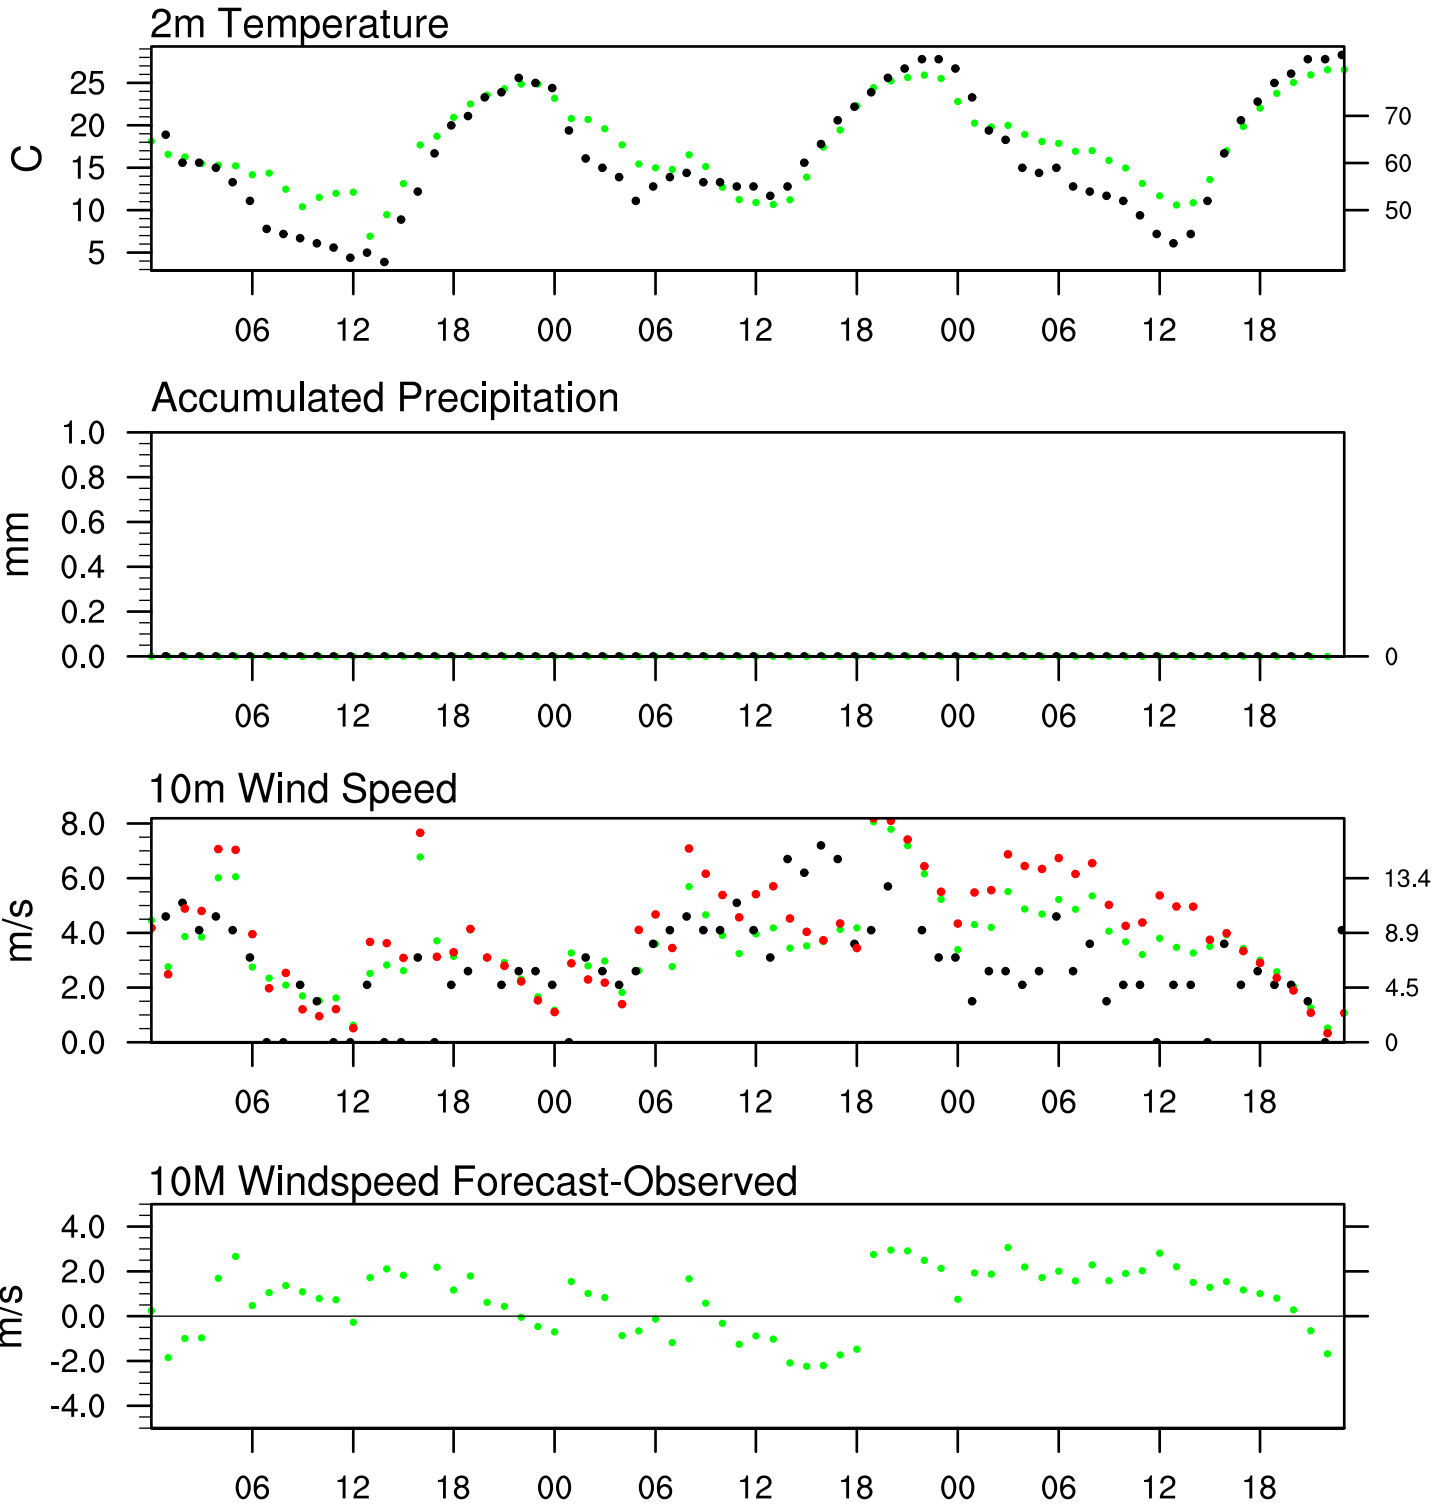 2m Temperature
25
20
15
10
5
C
70
60
50
06 12 18 00 06 12 18 00 06 12 18
Accumulated Precipitation
1.0
0.8
0.6
0.4
0.2
0.0
mm
0
06 12 18 00 06 12 18 00 06 12 18
10m Wind Speed
8.0
6.0
4.0
2.0
0.0
m/s
13.4
8.9
4.5
0
06 12 18 00 06 12 18 00 06 12 18
10M Windspeed Forecast-Observed
4.0
2.0
0.0
-2.0
-4.0
m/s
06 12 18 00 06 12 18 00 06 12 18